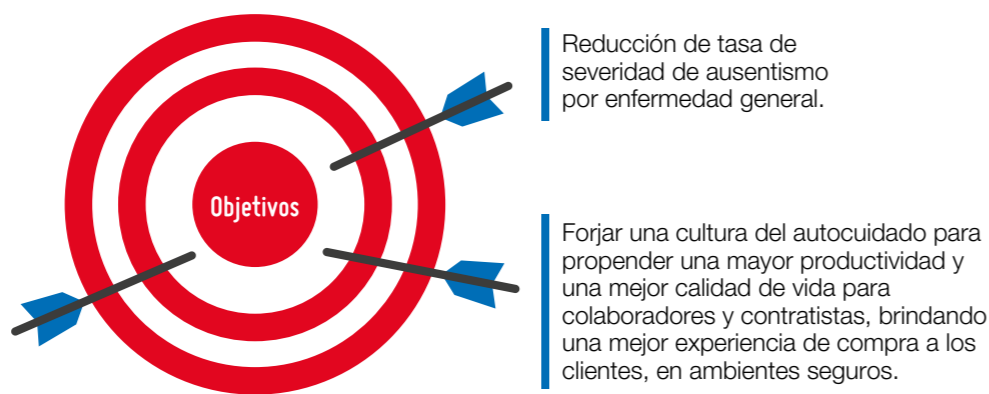 Objetivos
Reducción de tasa de
severidad de ausentismo
por enfermedad general.
Forjar una cultura del autocuidado para
propender una mayor productividad y
una mejor calidad de vida para
colaboradores y contratistas, brindando
una mejor experiencia de compra a los
clientes, en ambientes seguros.